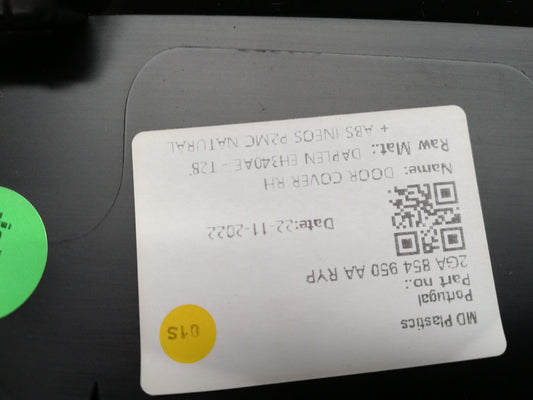 MD Plastics
Portugal
Part no.:
2GA 854 950 AA RYP
Date:22-11-2022
Name: DOOR COVER RH
Raw Mat.: DAPLEN EH340AE - T28'
+ ABS INEOS P2MC NATURAL
01S